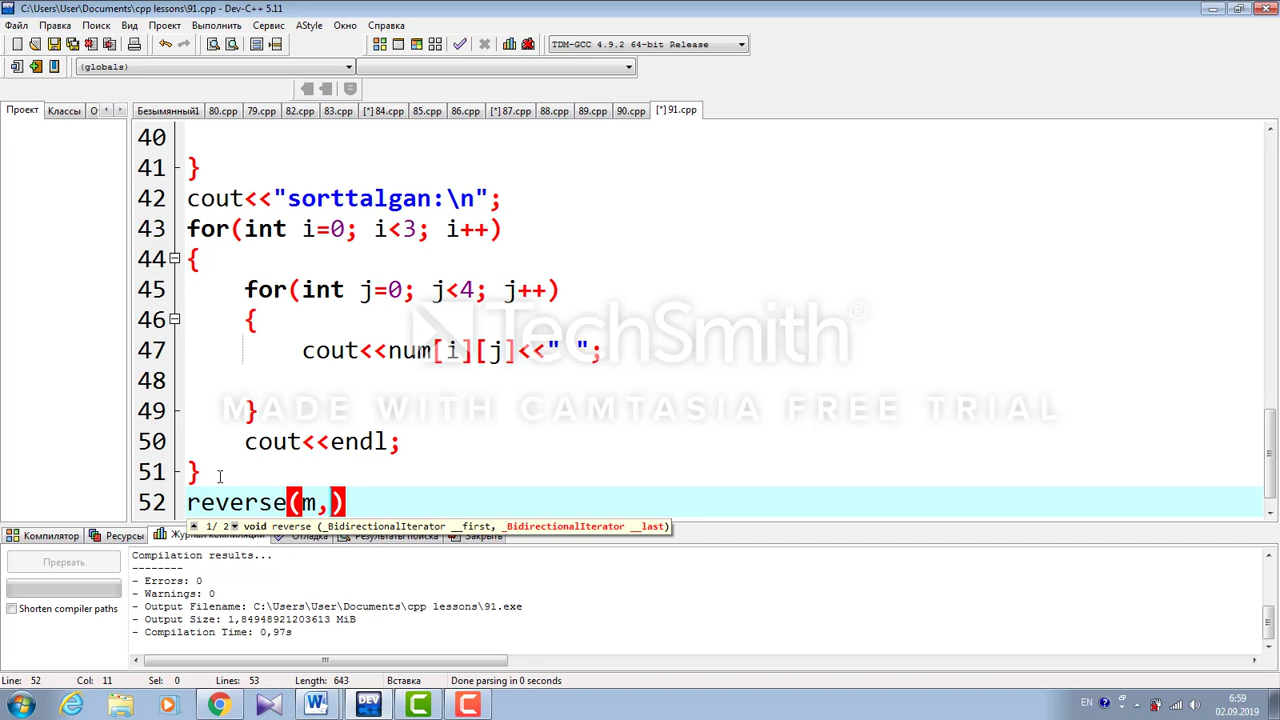 C:\Users\User\Documents\cpp lessons\91.cpp - Dev-C++ 5.11
Файл Правка Поиск Вид Проект Выполнить Сервис AStyle Окно Справка
TDM-GCC 4.9.2 64-bit Release
(globals)
Проект Классы О Безымянный1 80.cpp 79.cpp 82.cpp 83.cpp [*] 84.cpp 85.cpp 86.cpp [*] 87.cpp 88.cpp 89.cpp 90.cpp [*] 91.cpp
40
41 }
42 cout<<"sorttalgan:\n";
43 for(int i=0; i<3; i++)
44 {
45 for(int j=0; j<4; j++)
46 {
47 cout<<num[i][j]<<" ";
48
49 }
50 cout<<endl;
51 }
52 reverse(m,)
TechSmith®
MADE WITH CAMTASIA FREE TRIAL
1/ 2 void reverse (_BidirectionalIterator __first, _BidirectionalIterator __last)
Компилятор Ресурсы Журнал компиляции Отладка Результаты поиска Закрыть
Прервать
Shorten compiler paths
Compilation results...
--------
- Errors: 0
- Warnings: 0
- Output Filename: C:\Users\User\Documents\cpp lessons\91.exe
- Output Size: 1,84948921203613 MiB
- Compilation Time: 0,97s
Line: 52 Col: 11 Sel: 0 Lines: 53 Length: 643 Вставка Done parsing in 0 seconds
EN 6:59
02.09.2019